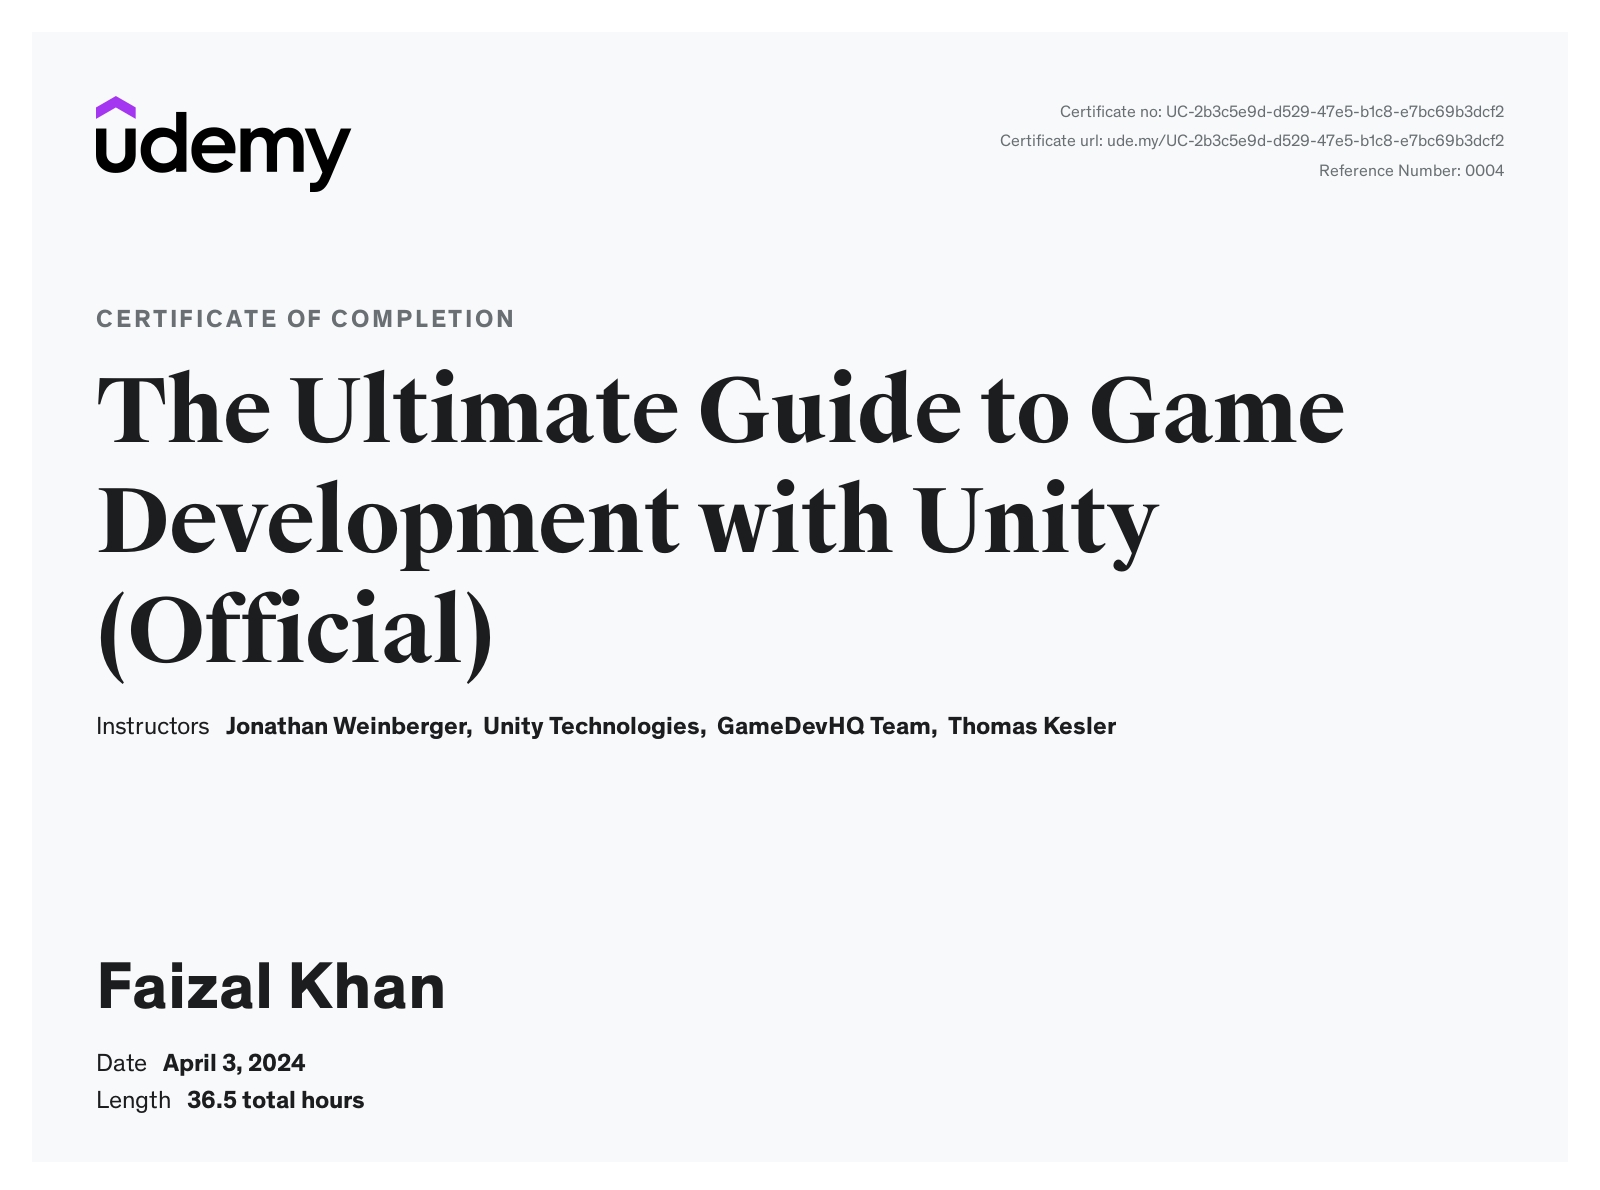 udemy
Certificate no: UC-2b3c5e9d-d529-47e5-b1c8-e7bc69b3dcf2
Certificate url: ude.my/UC-2b3c5e9d-d529-47e5-b1c8-e7bc69b3dcf2
Reference Number: 0004
CERTIFICATE OF COMPLETION
The Ultimate Guide to Game
Development with Unity
(Official)
Instructors Jonathan Weinberger, Unity Technologies, GameDevHQ Team, Thomas Kesler
Faizal Khan
Date April 3, 2024
Length 36.5 total hours